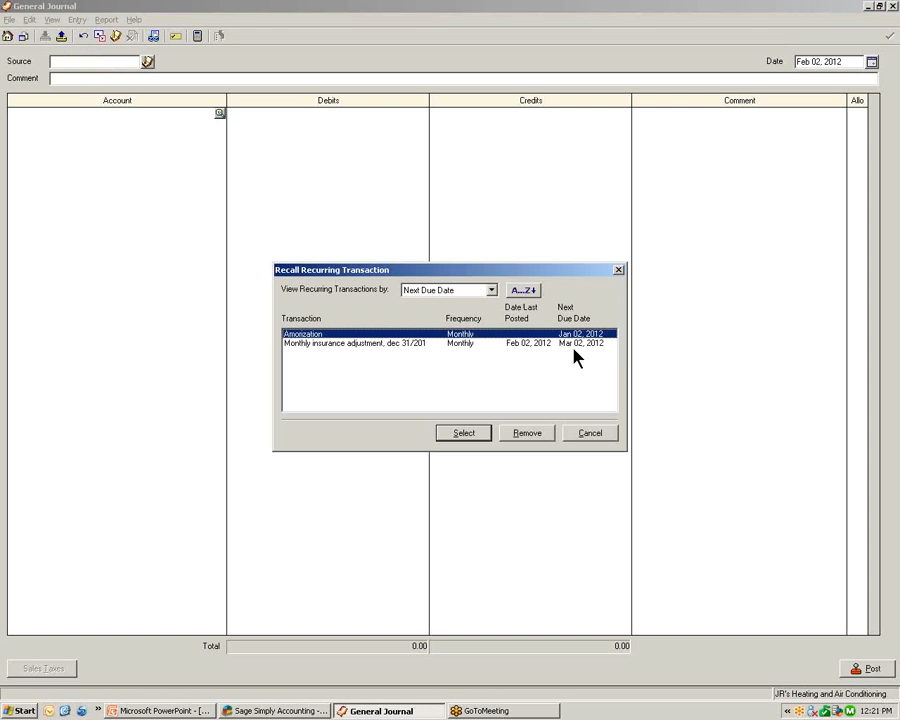 General Journal
File Edit View Entry Report Help
Source
Date Feb 02, 2012
Comment
Account Debits Credits Comment Allo
Recall Recurring Transaction
View Recurring Transactions by: Next Due Date A...Z
Date Last Next
Transaction Frequency Posted Due Date
Amorization Monthly Jan 02, 2012
Monthly insurance adjustment, dec 31/201 Monthly Feb 02, 2012 Mar 02, 2012
Select Remove Cancel
Total 0.00 0.00
Sales Taxes Post
JR's Heating and Air Conditioning
Start » Microsoft PowerPoint - [... Sage Simply Accounting -... General Journal GoToMeeting « 12:21 PM